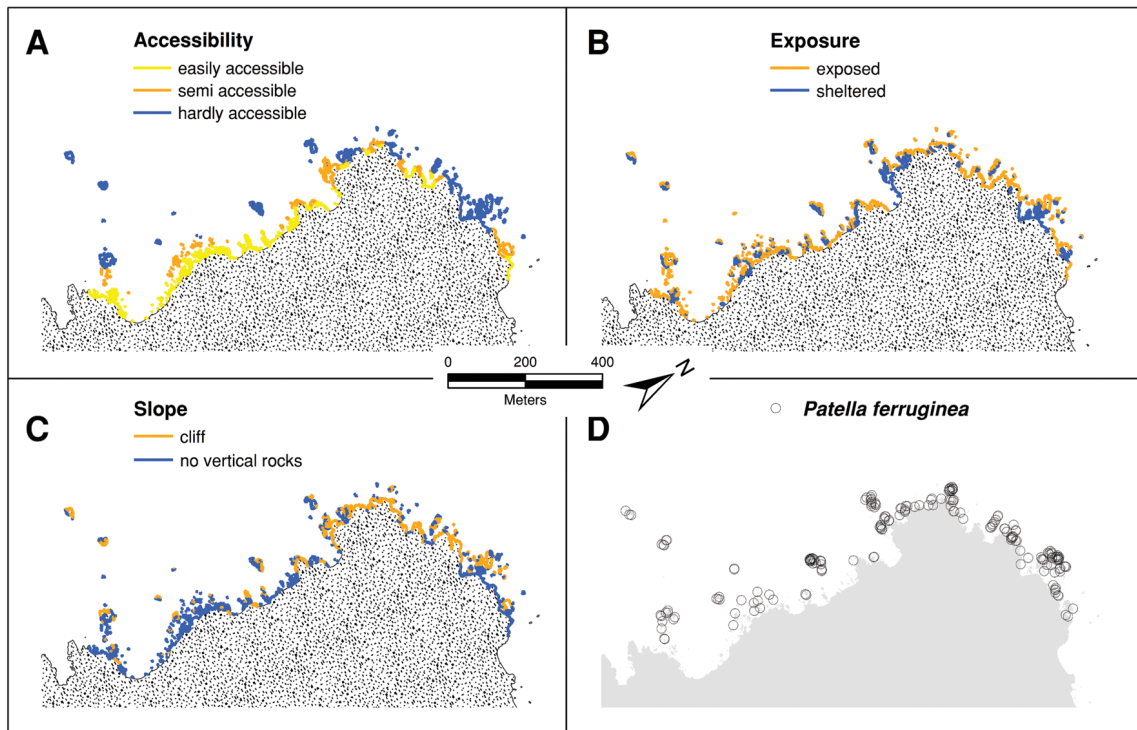 A
Accessibility
easily accessible
semi accessible
hardly accessible
B
Exposure
exposed
sheltered
0 200 400
Meters
N
C
Slope
cliff
no vertical rocks
D
Patella ferruginea